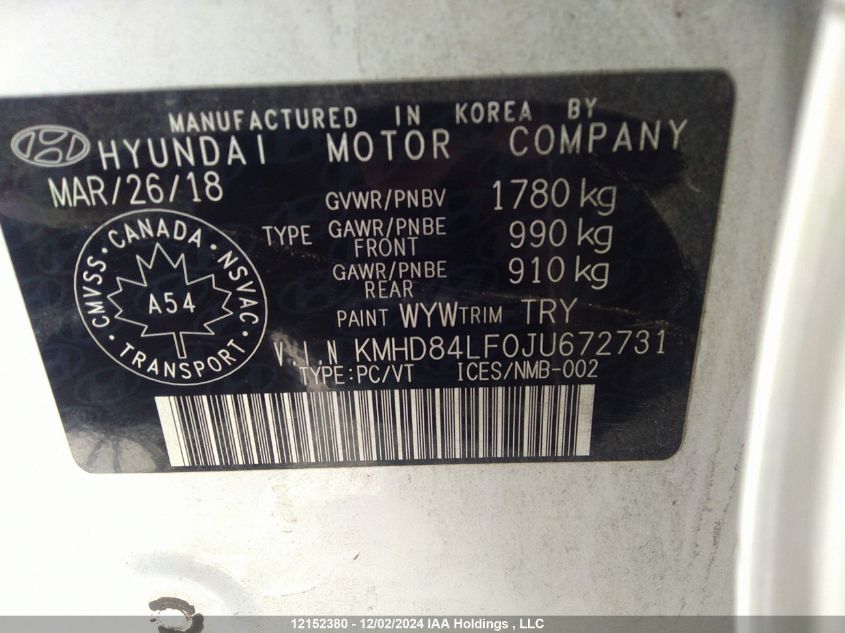 MANUFACTURED IN KOREA BY
HYUNDAI MOTOR COMPANY
MAR/26/18
GVWR/PNBV 1780 kg
TYPE GAWR/PNBE FRONT 990 kg
GAWR/PNBE REAR 910 kg
PAINT WYW TRIM TRY
CANADA
CMVSS · NSVAC
A54
TRANSPORT
V.I.N KMHD84LF0JU672731
TYPE:PC/VT ICES/NMB-002
12152380 - 12/02/2024 IAA Holdings , LLC